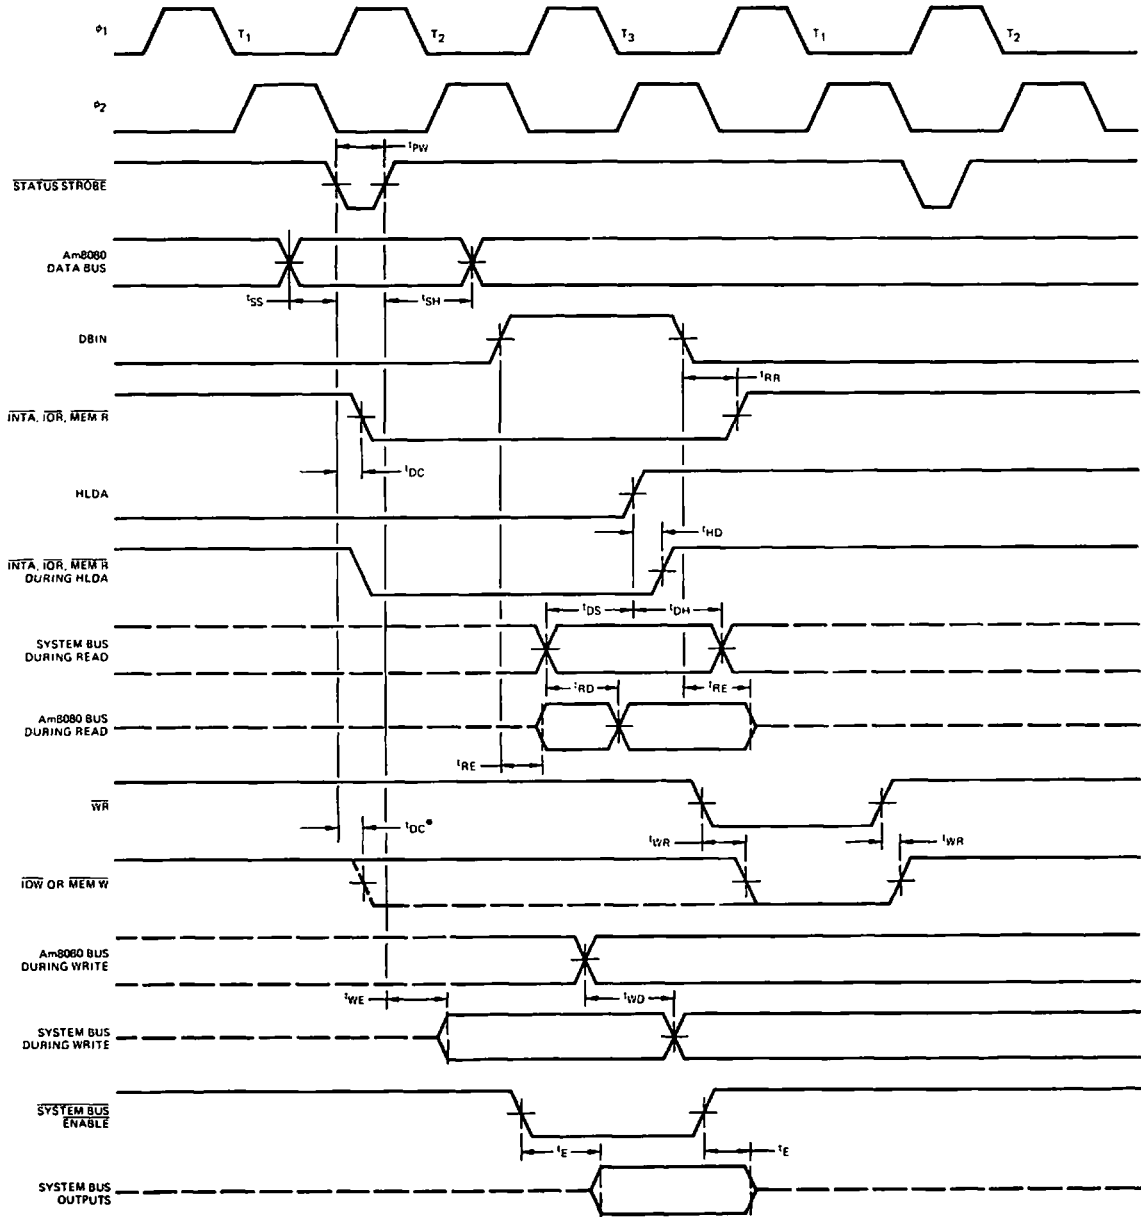 ϕ1
T1
T2
T3
T1
T2
ϕ2
tPW
STATUS STROBE
Am8080
DATA BUS
tSS
tSH
DBIN
tRR
INTA, IOR, MEM R
tDC
HLDA
tHD
INTA, IOR, MEM R
DURING HLDA
tDS
tDH
SYSTEM BUS
DURING READ
tRD
tRE
Am8080 BUS
DURING READ
tRE
WR
tDC*
tWR
tWR
IOW OR MEM W
Am8080 BUS
DURING WRITE
tWE
tWD
SYSTEM BUS
DURING WRITE
SYSTEM BUS
ENABLE
tE
tE
SYSTEM BUS
OUTPUTS